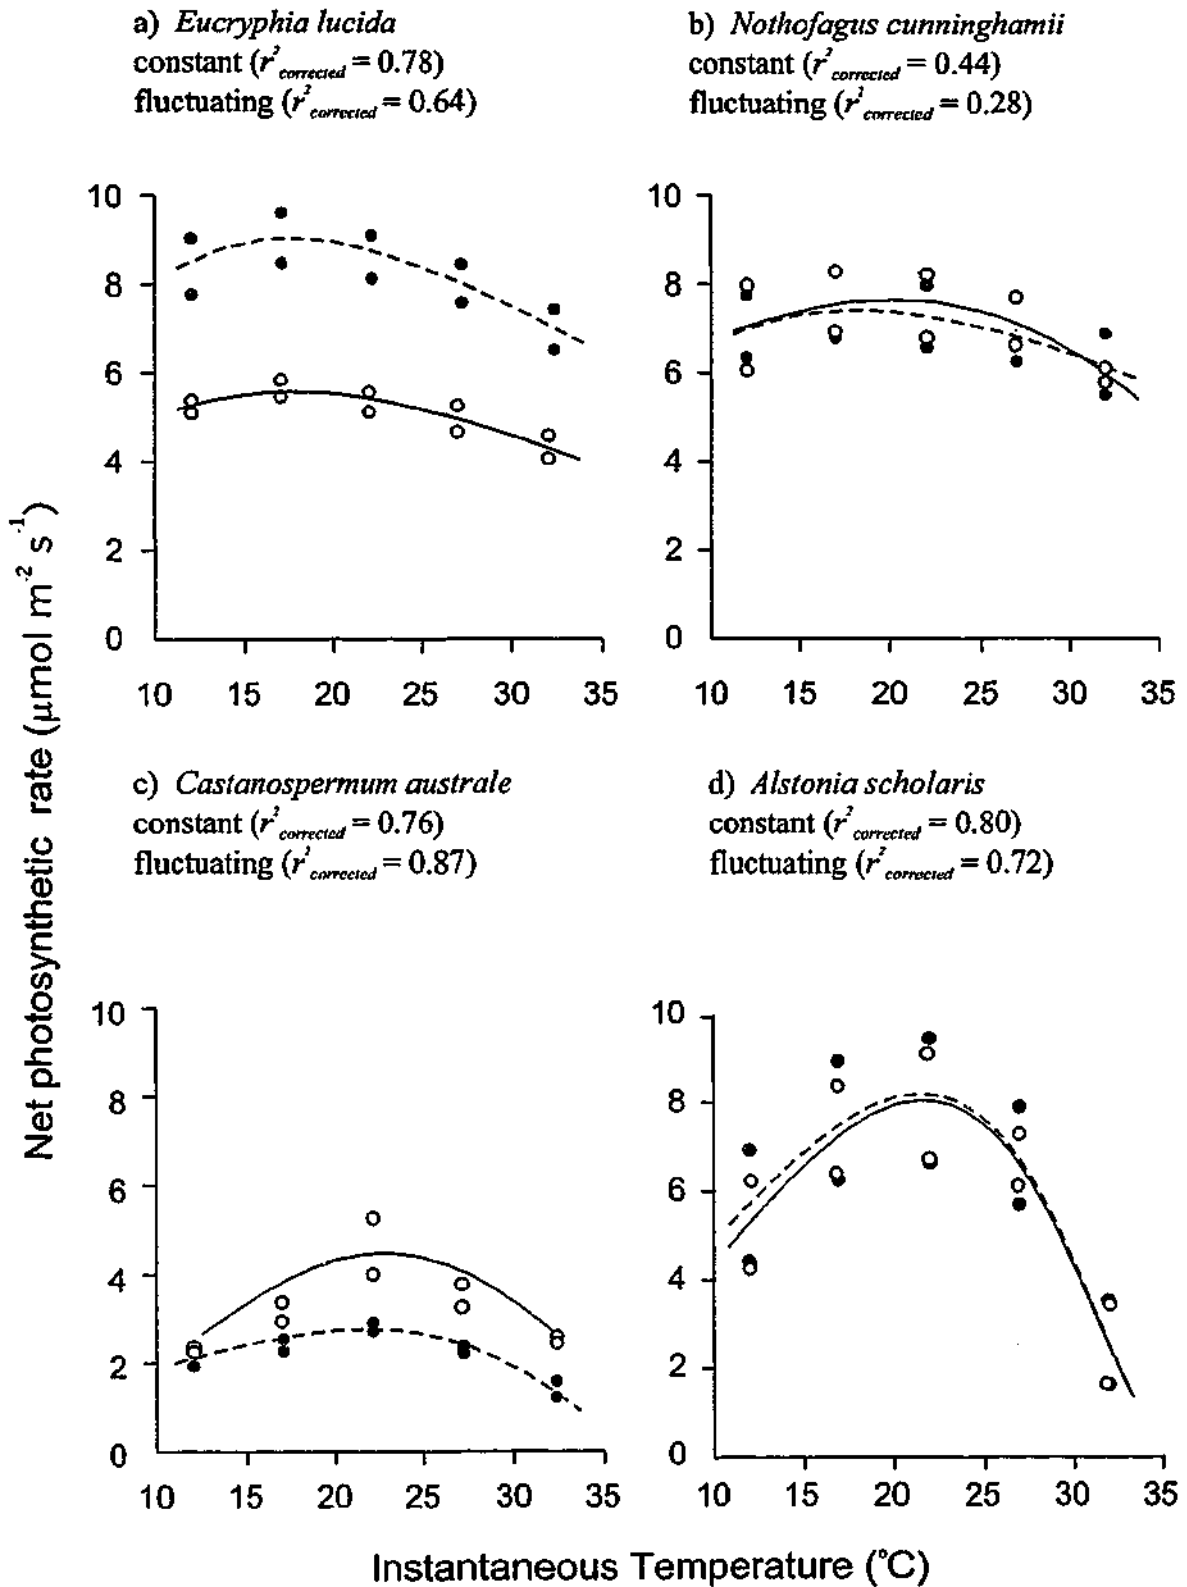 a) Eucryphia lucida
constant (r²corrected = 0.78)
fluctuating (r²corrected = 0.64)
b) Nothofagus cunninghamii
constant (r²corrected = 0.44)
fluctuating (r²corrected = 0.28)
10
8
6
4
2
0
10 15 20 25 30 35
10
8
6
4
2
0
10 15 20 25 30 35
c) Castanospermum australe
constant (r²corrected = 0.76)
fluctuating (r²corrected = 0.87)
d) Alstonia scholaris
constant (r²corrected = 0.80)
fluctuating (r²corrected = 0.72)
10
8
6
4
2
0
10 15 20 25 30 35
10
8
6
4
2
0
10 15 20 25 30 35
Net photosynthetic rate (μmol m⁻² s⁻¹)
Instantaneous Temperature (°C)